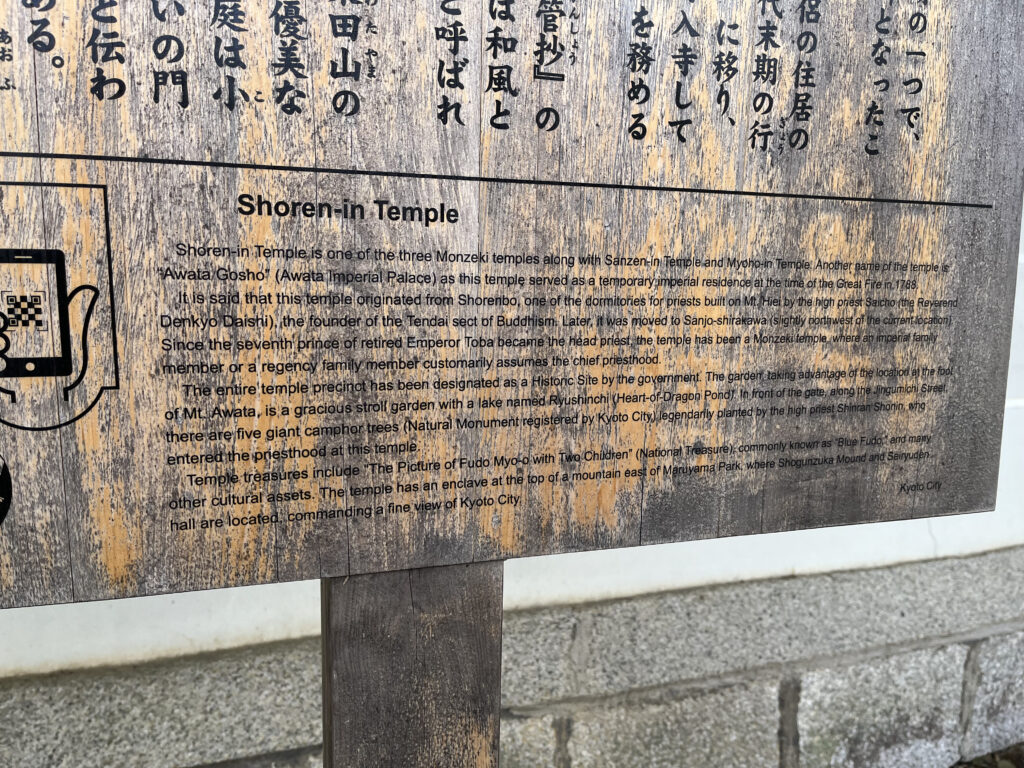 の一つで、
となったこ
侶の住居の
代末期の行
に移り、
入寺して
を務める
んしょう
管抄』の
は和風と
と呼ばれ
たやま
田山の
優美な
こ
庭は小
いの門
と伝わ
ある。
あおふ
Shoren-in Temple
Shoren-in Temple is one of the three Monzeki temples along with Sanzen-in Temple and Myoho-in Temple. Another name of the temple is
"Awata Gosho" (Awata Imperial Palace) as this temple served as a temporary imperial residence at the time of the Great Fire in 1788.
It is said that this temple originated from Shorenbo, one of the dormitories for priests built on Mt. Hiei by the high priest Saicho (the Reverend
Denkyo Daishi), the founder of the Tendai sect of Buddhism. Later, it was moved to Sanjo-shirakawa (slightly northwest of the current location).
Since the seventh prince of retired Emperor Toba became the head priest, the temple has been a Monzeki temple, where an imperial family
member or a regency family member customarily assumes the chief priesthood.
The entire temple precinct has been designated as a Historic Site by the government. The garden, taking advantage of the location at the foot
of Mt. Awata, is a gracious stroll garden with a lake named Ryushinchi (Heart-of-Dragon Pond). In front of the gate, along the Jingumichi Street,
there are five giant camphor trees (Natural Monument registered by Kyoto City) legendarily planted by the high priest Shinran Shonin, who
entered the priesthood at this temple.
Temple treasures include "The Picture of Fudo Myo-o with Two Children" (National Treasure), commonly known as "Blue Fudo," and many
other cultural assets. The temple has an enclave at the top of a mountain east of Maruyama Park, where Shogunzuka Mound and Seiryuden
hall are located, commanding a fine view of Kyoto City.
Kyoto City